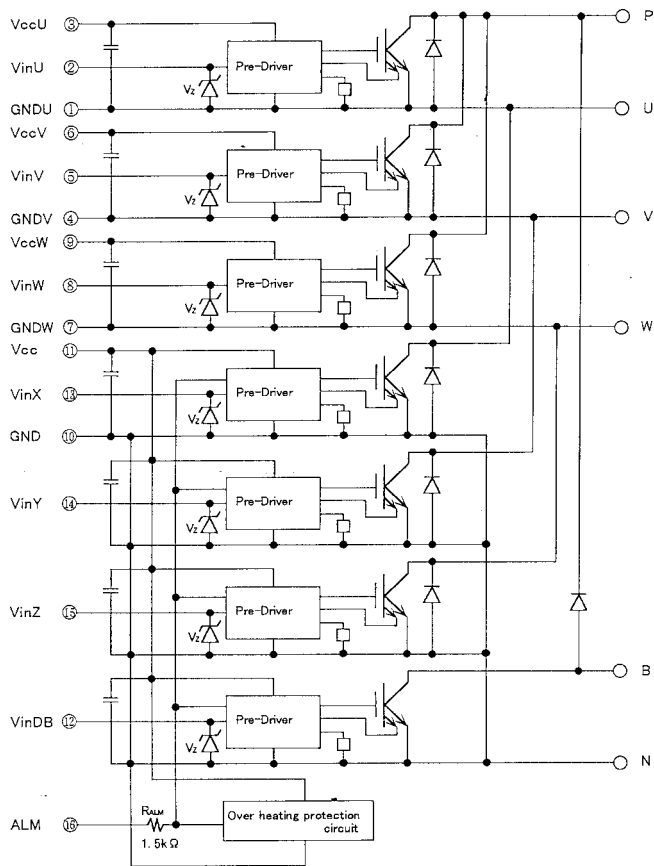 VccU ③
P
VinU ②
Pre-Driver
Vz
GNDU ①
U
VccV ⑥
VinV ⑤
Pre-Driver
Vz
GNDV ④
V
VccW ⑨
VinW ⑧
Pre-Driver
Vz
GNDW ⑦
W
Vcc ⑪
VinX ⑬
Pre-Driver
Vz
GND ⑩
VinY ⑭
Pre-Driver
Vz
VinZ ⑮
Pre-Driver
Vz
B
VinDB ⑫
Pre-Driver
Vz
N
ALM ⑯
RALM
1.5kΩ
Over heating protection
circuit